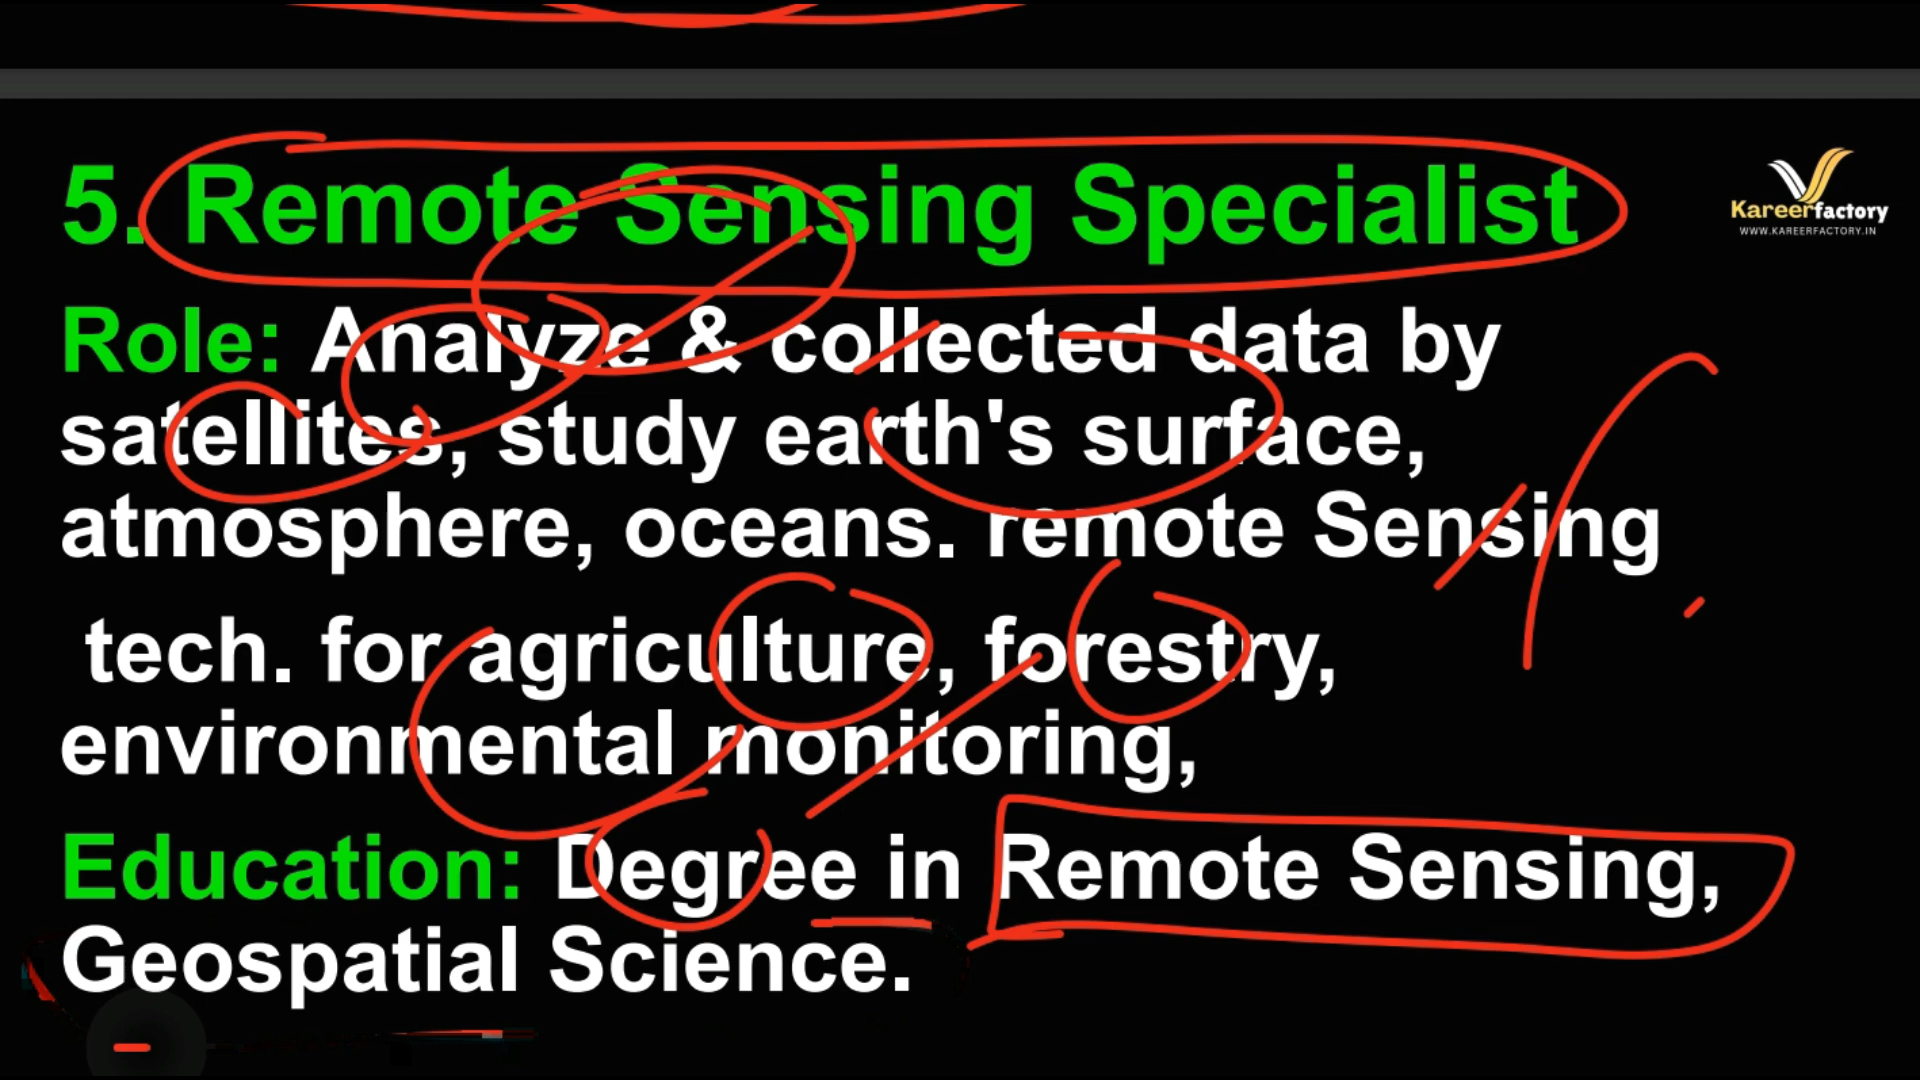 5. Remote Sensing Specialist
Kareerfactory
WWW.KAREERFACTORY.IN
Role: Analyze & collected data by
satellites, study earth's surface,
atmosphere, oceans. remote Sensing
tech. for agriculture, forestry,
environmental monitoring,
Education: Degree in Remote Sensing,
Geospatial Science.